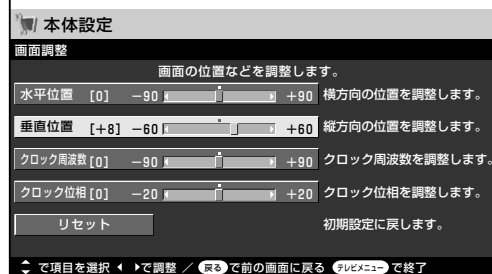 本体設定
画面調整
画面の位置などを調整します。
水平位置 [0] −90 +90 横方向の位置を調整します。
垂直位置 [+8] −60 +60 縦方向の位置を調整します。
クロック周波数 [0] −90 +90 クロック周波数を調整します。
クロック位相 [0] −20 +20 クロック位相を調整します。
リセット 初期設定に戻します。
で項目を選択 で調整 / 戻る で前の画面に戻る テレビメニュー で終了